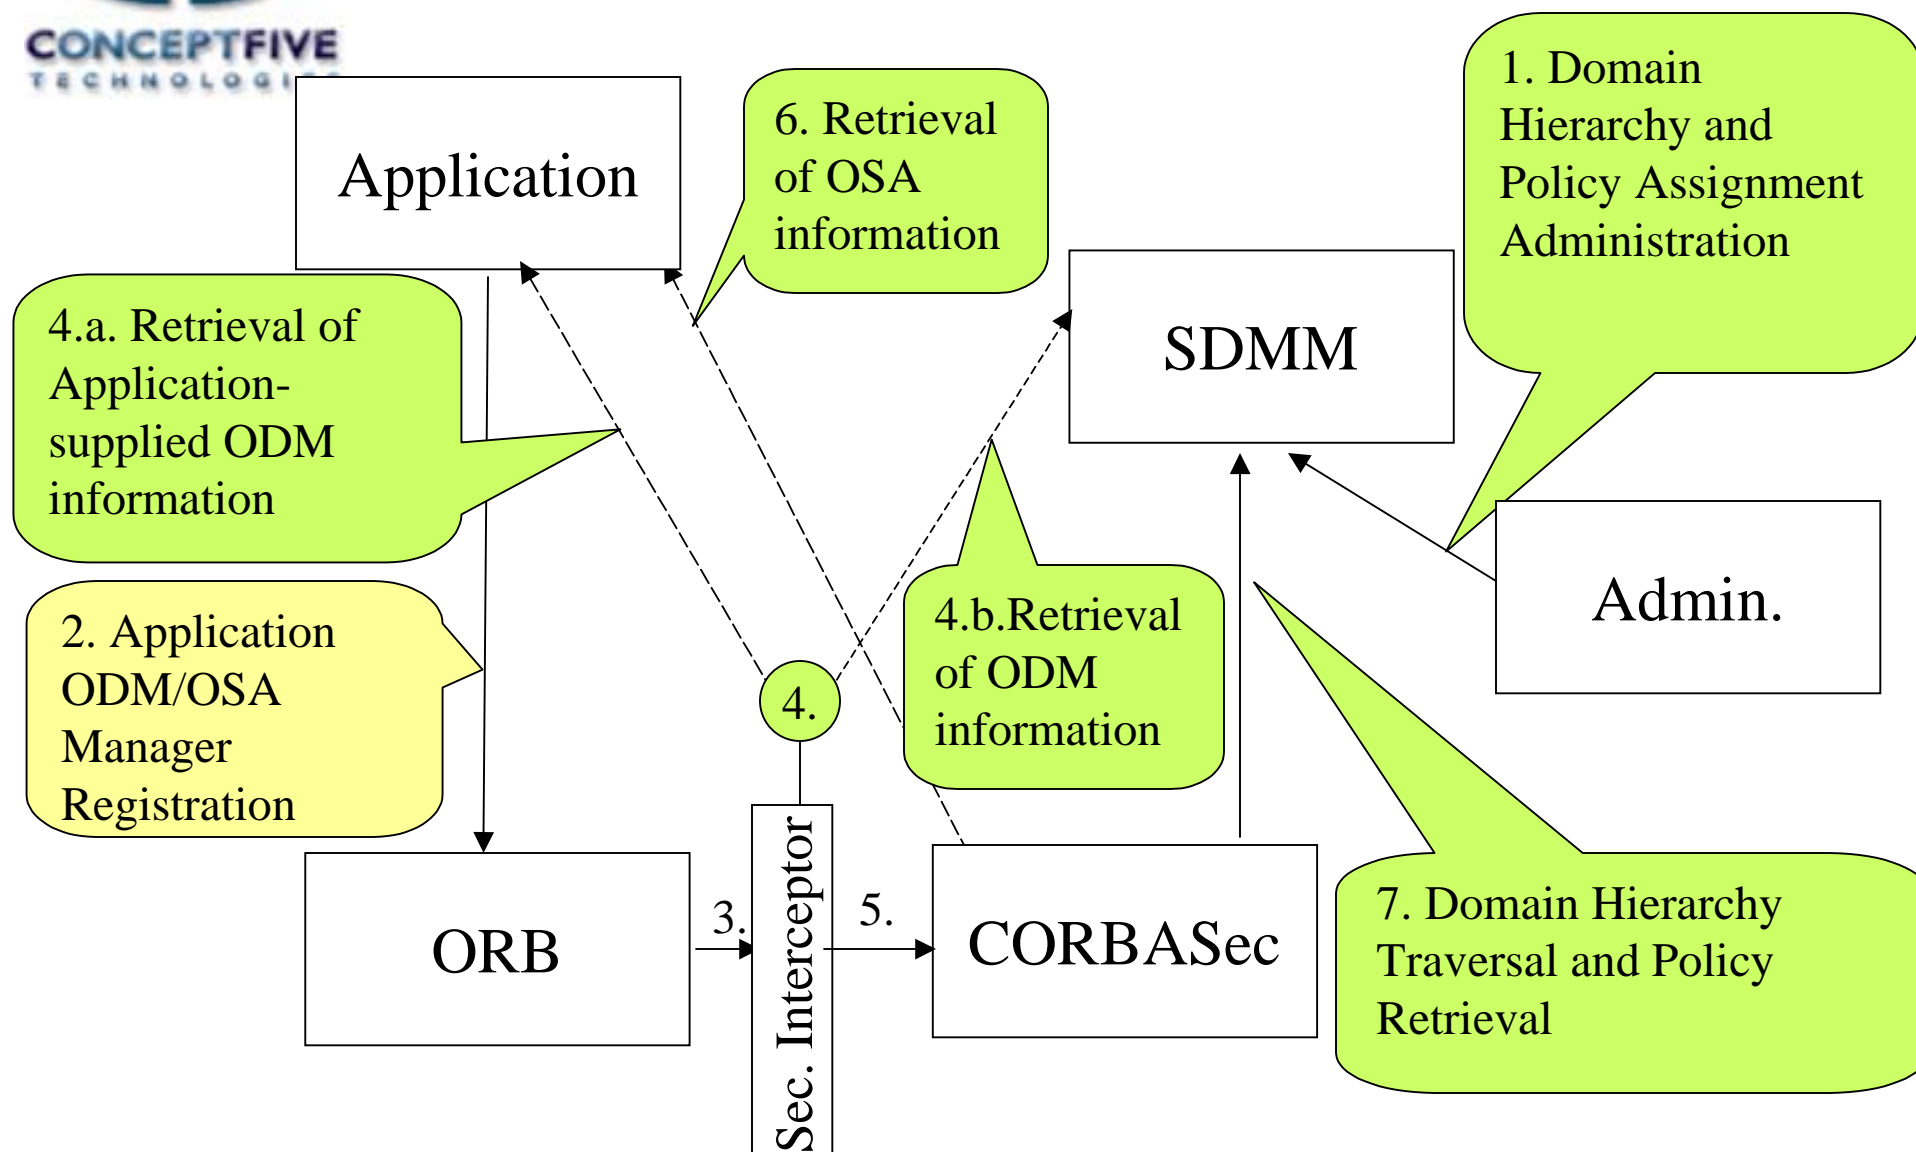 CONCEPTFIVE
TECHNOLOGI
Application
6. Retrieval
of OSA
information
1. Domain
Hierarchy and
Policy Assignment
Administration
SDMM
4.a. Retrieval of
Application-
supplied ODM
information
Admin.
2. Application
ODM/OSA
Manager
Registration
4.
4.b.Retrieval
of ODM
information
ORB
3.
Sec. Interceptor
5.
CORBASec
7. Domain Hierarchy
Traversal and Policy
Retrieval